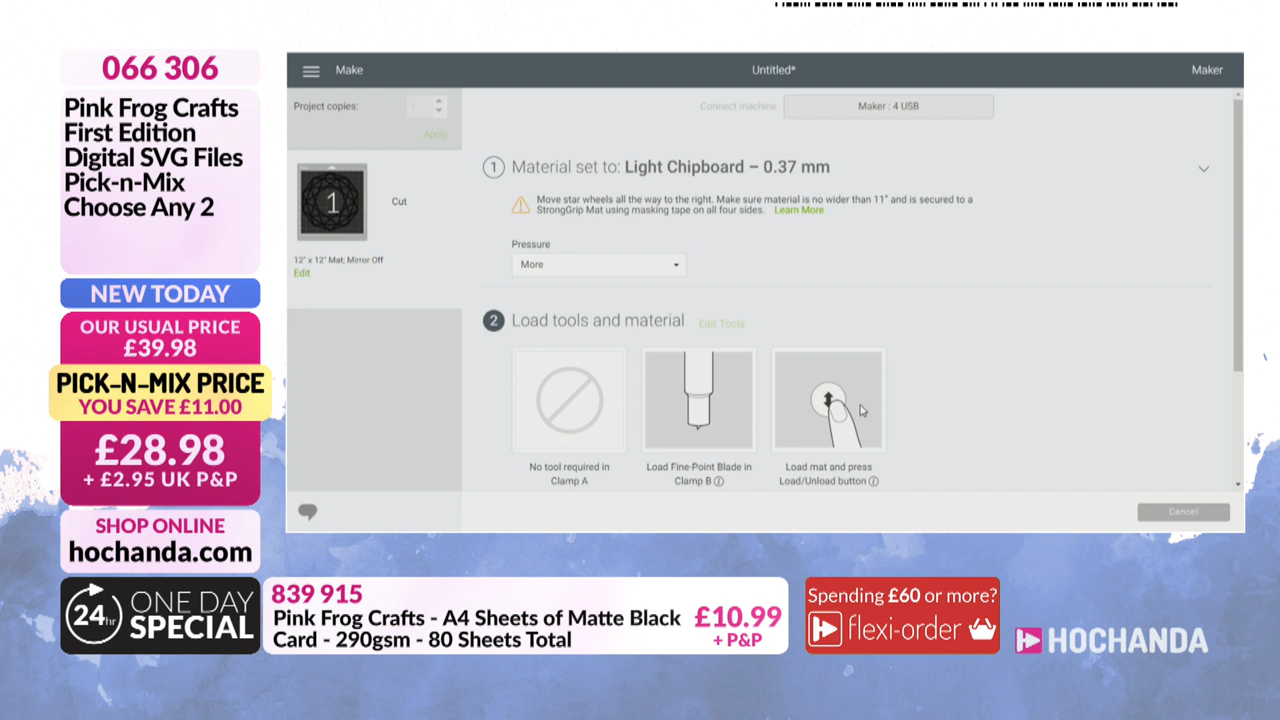 066 306
Pink Frog Crafts
First Edition
Digital SVG Files
Pick-n-Mix
Choose Any 2
NEW TODAY
OUR USUAL PRICE
£39.98
PICK-N-MIX PRICE
YOU SAVE £11.00
£28.98
+ £2.95 UK P&P
SHOP ONLINE
hochanda.com
Make
Untitled*
Maker
Project copies:
1
Apply
Connect machine
Maker : 4 USB
1
Cut
12" x 12" Mat; Mirror Off
Edit
1 Material set to: Light Chipboard – 0.37 mm
Move star wheels all the way to the right. Make sure material is no wider than 11" and is secured to a
StrongGrip Mat using masking tape on all four sides. Learn More
Pressure
More
2 Load tools and material Edit Tools
No tool required in
Clamp A
Load Fine-Point Blade in
Clamp B
Load mat and press
Load/Unload button
Cancel
24hr ONE DAY
SPECIAL
839 915
Pink Frog Crafts - A4 Sheets of Matte Black
Card - 290gsm - 80 Sheets Total
£10.99
+ P&P
Spending £60 or more?
flexi-order
HOCHANDA